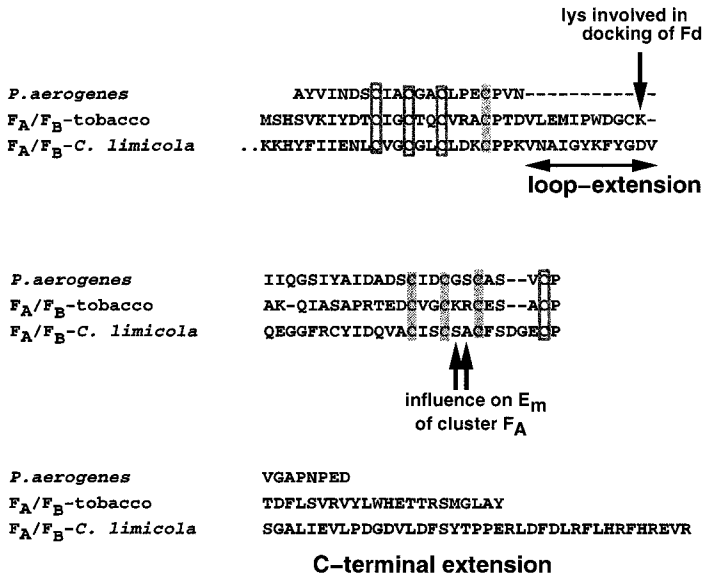 lys involved in
docking of Fd
P.aerogenes AYVINDSCIACGACLPECPVN------------–
FA/FB-tobacco MSHSVKIYDTCIGCTQCVRACPTDVLEMIPWDGCK-
FA/FB-C. limicola ..KKHYFIIENLCVGCGLCLDKCPPKVNAIGYKFYGDV
loop-extension
P.aerogenes IIQGSIYAIDADSCIDCGSCAS--VCP
FA/FB-tobacco AK-QIASAPRTEDCVGCKRCES--ACP
FA/FB-C. limicola QEGGFRCYIDQVACISCSACFSDGECP
influence on Em
of cluster FA
P.aerogenes VGAPNPED
FA/FB-tobacco TDFLSVRVYLWHETTRSMGLAY
FA/FB-C. limicola SGALIEVLPDGDVLDFSYTPPERLDFDLRFLHRFHREVR
C-terminal extension